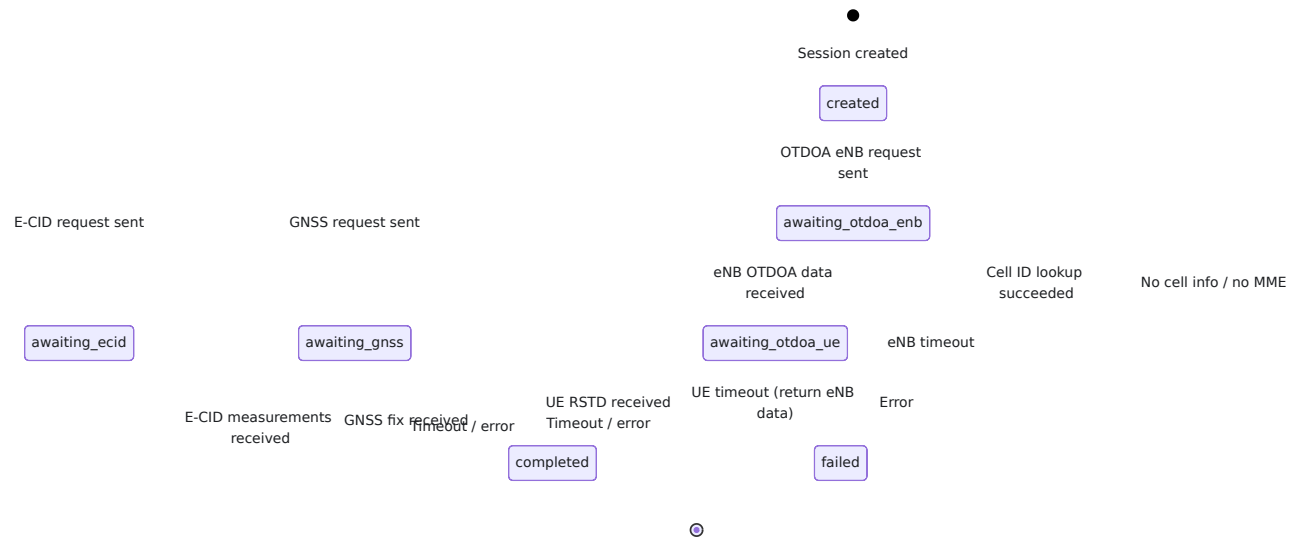 Session created
created
OTDOA eNB request
sent
E-CID request sent
GNSS request sent
awaiting_otdoa_enb
eNB OTDOA data
received
Cell ID lookup
succeeded
No cell info / no MME
awaiting_ecid
awaiting_gnss
awaiting_otdoa_ue
eNB timeout
E-CID measurements
received
GNSS fix received
Timeout / error
UE RSTD received
Timeout / error
UE timeout (return eNB
data)
Error
completed
failed